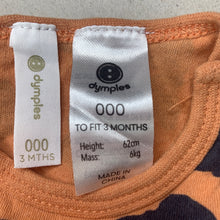 dymples
000
3 MTHS
dymples
000
TO FIT 3 MONTHS
Height: 62cm
Mass: 6kg
MADE IN
CHINA